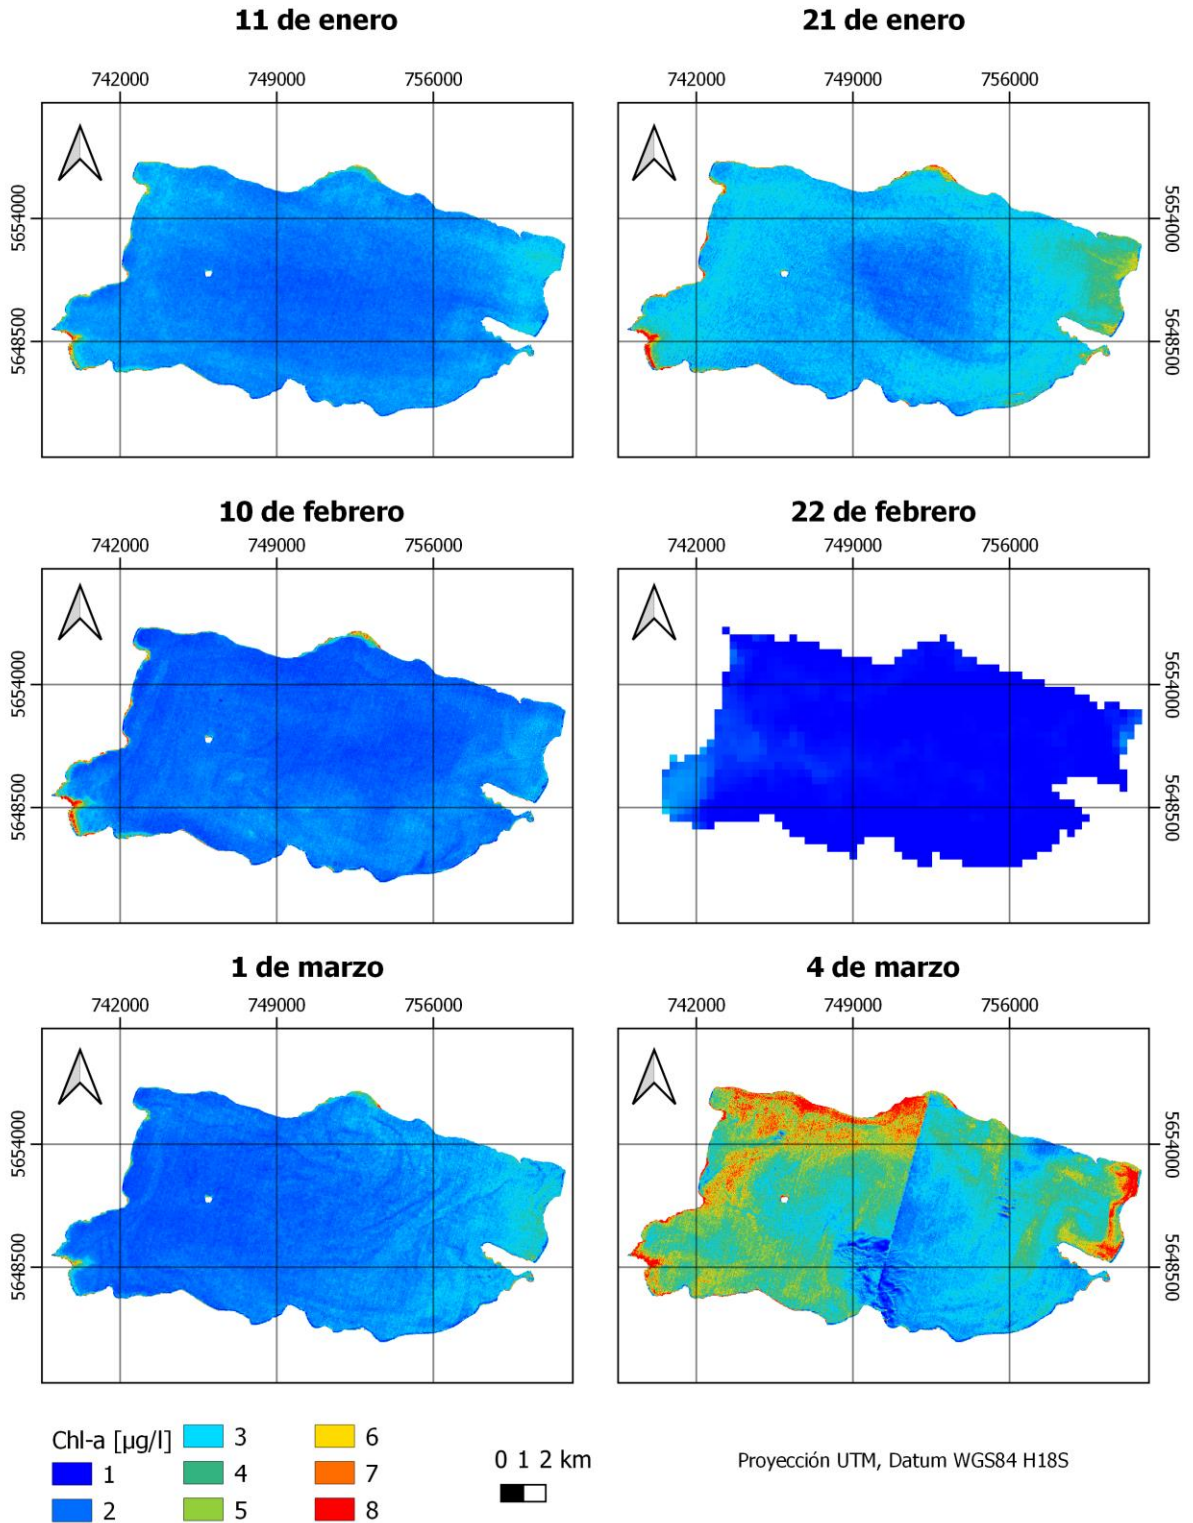 11 de enero
21 de enero
742000 749000 756000
742000 749000 756000
5654000
5648500
5654000
5648500
10 de febrero
22 de febrero
742000 749000 756000
742000 749000 756000
5654000
5648500
5654000
5648500
1 de marzo
4 de marzo
742000 749000 756000
742000 749000 756000
5654000
5648500
5654000
5648500
Chl-a [µg/l]
1
2
3
4
5
6
7
8
0 1 2 km
Proyección UTM, Datum WGS84 H18S